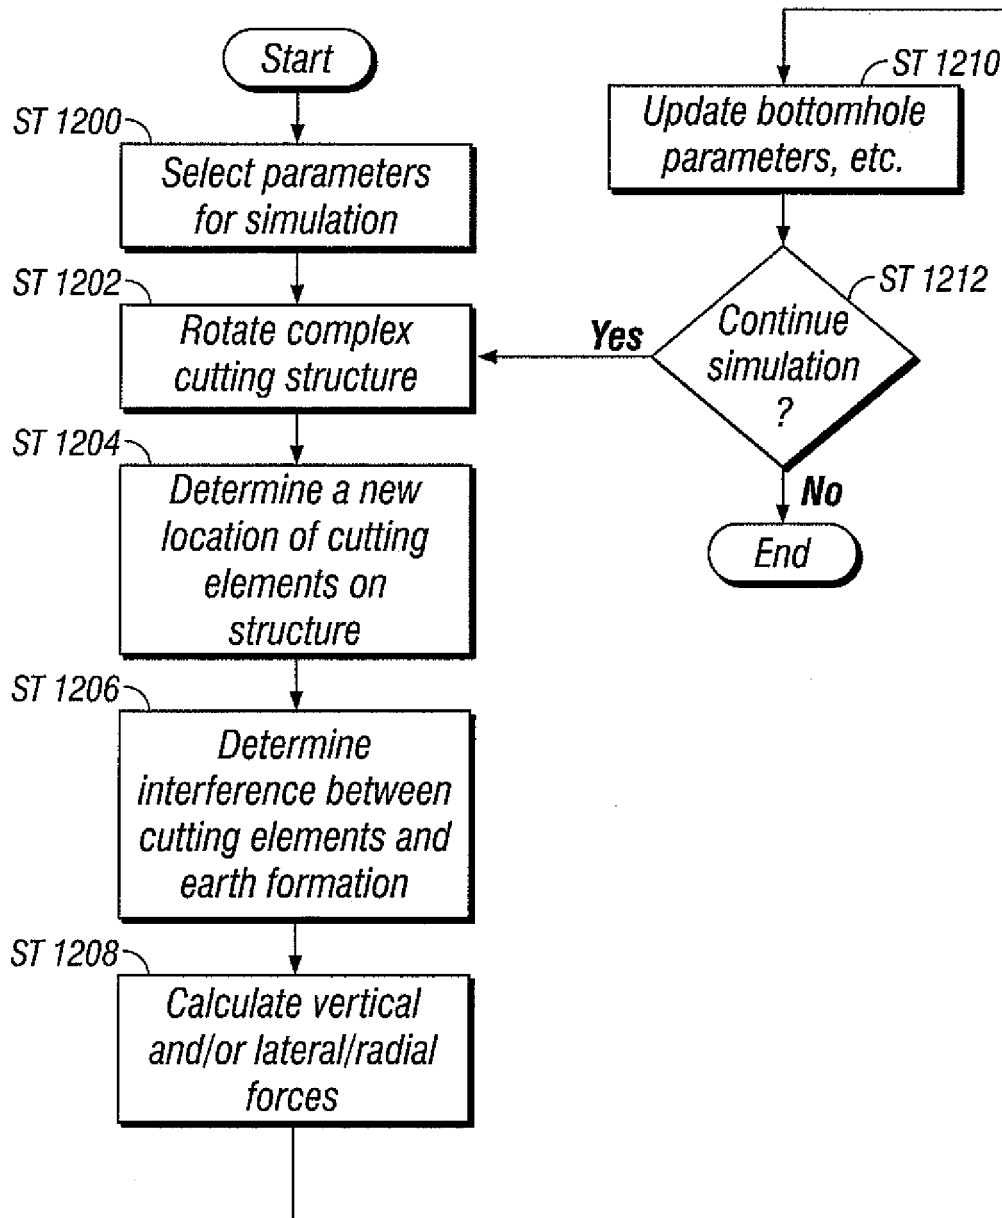 Start
ST 1200
Select parameters
for simulation
ST 1202
Rotate complex
cutting structure
ST 1204
Determine a new
location of cutting
elements on
structure
ST 1206
Determine
interference between
cutting elements and
earth formation
ST 1208
Calculate vertical
and/or lateral/radial
forces
ST 1210
Update bottomhole
parameters, etc.
ST 1212
Continue
simulation
?
Yes
No
End